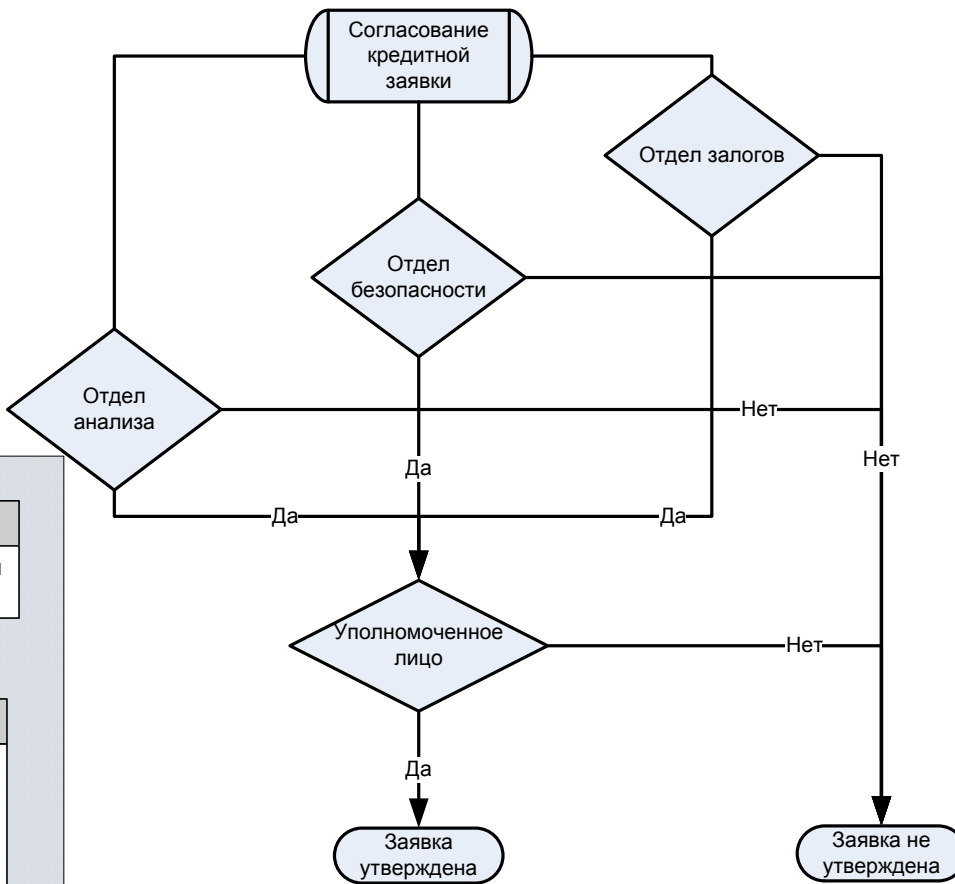 Согласование
кредитной
заявки
Отдел залогов
Отдел
безопасности
Отдел
анализа
Нет
Нет
Да
Да
Да
Уполномоченное
лицо
Нет
Да
Заявка
утверждена
Заявка не
утверждена